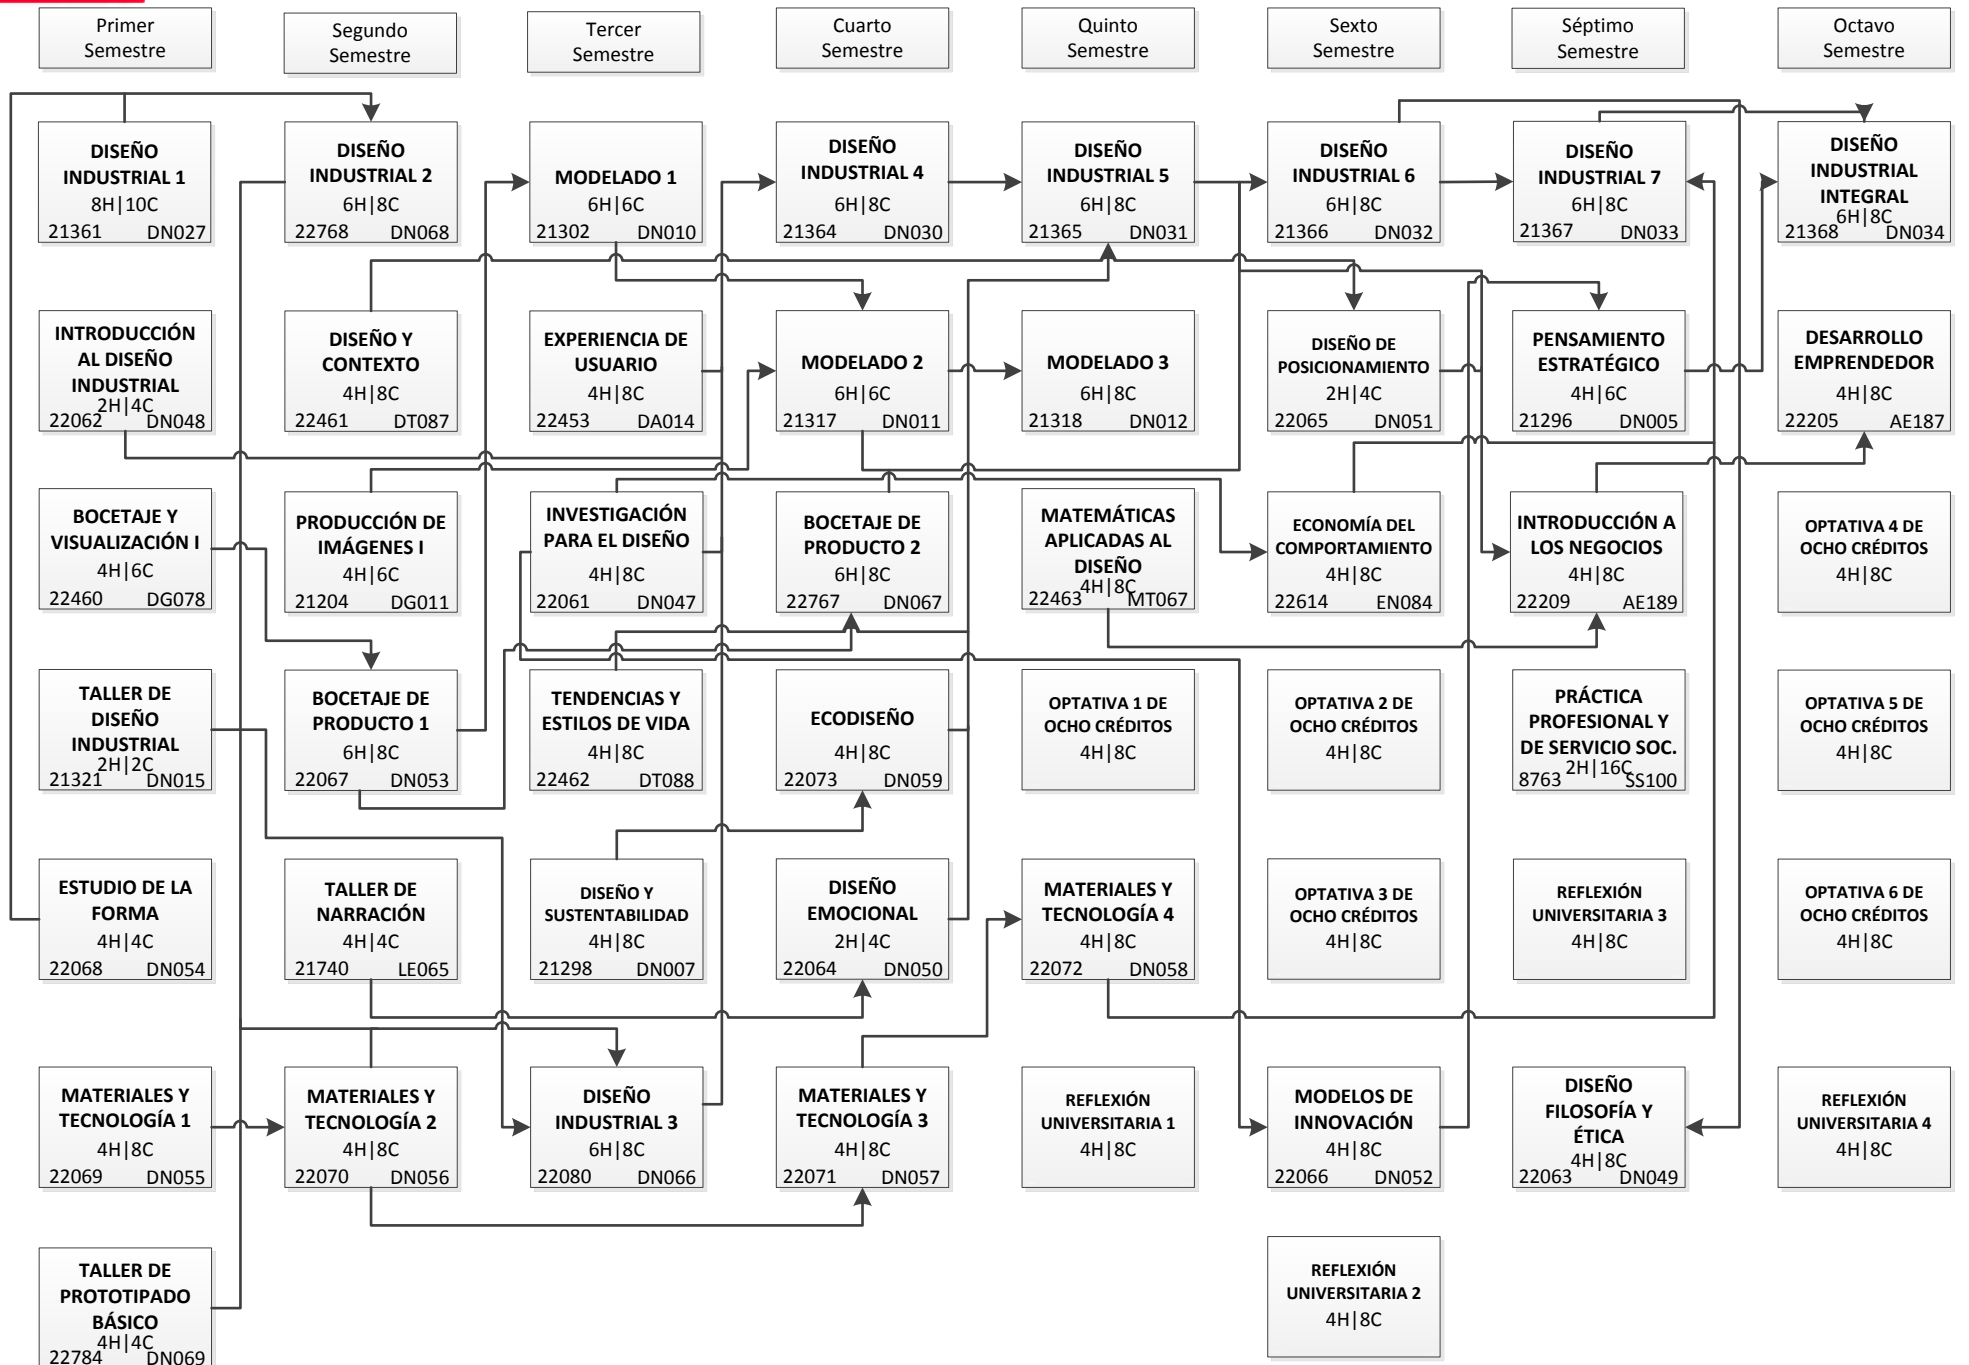 Primer
Semestre
Segundo
Semestre
Tercer
Semestre
Cuarto
Semestre
Quinto
Semestre
Sexto
Semestre
Séptimo
Semestre
Octavo
Semestre
DISEÑO
INDUSTRIAL 1
8H|10C
21361 DN027
DISEÑO
INDUSTRIAL 2
6H|8C
22768 DN068
MODELADO 1
6H|6C
21302 DN010
DISEÑO
INDUSTRIAL 4
6H|8C
21364 DN030
DISEÑO
INDUSTRIAL 5
6H|8C
21365 DN031
DISEÑO
INDUSTRIAL 6
6H|8C
21366 DN032
DISEÑO
INDUSTRIAL 7
6H|8C
21367 DN033
DISEÑO
INDUSTRIAL
INTEGRAL
6H|8C
21368 DN034
INTRODUCCIÓN
AL DISEÑO
INDUSTRIAL
2H|4C
22062 DN048
DISEÑO Y
CONTEXTO
4H|8C
22461 DT087
EXPERIENCIA DE
USUARIO
4H|8C
22453 DA014
MODELADO 2
6H|6C
21317 DN011
MODELADO 3
6H|8C
21318 DN012
DISEÑO DE
POSICIONAMIENTO
2H|4C
22065 DN051
PENSAMIENTO
ESTRATÉGICO
4H|6C
21296 DN005
DESARROLLO
EMPRENDEDOR
4H|8C
22205 AE187
BOCETAJE Y
VISUALIZACIÓN I
4H|6C
22460 DG078
PRODUCCIÓN DE
IMÁGENES I
4H|6C
21204 DG011
INVESTIGACIÓN
PARA EL DISEÑO
4H|8C
22061 DN047
BOCETAJE DE
PRODUCTO 2
6H|8C
22767 DN067
MATEMÁTICAS
APLICADAS AL
DISEÑO
4H|8C
22463 MT067
ECONOMÍA DEL
COMPORTAMIENTO
4H|8C
22614 EN084
INTRODUCCIÓN A
LOS NEGOCIOS
4H|8C
22209 AE189
OPTATIVA 4 DE
OCHO CRÉDITOS
4H|8C
TALLER DE
DISEÑO
INDUSTRIAL
2H|2C
21321 DN015
BOCETAJE DE
PRODUCTO 1
6H|8C
22067 DN053
TENDENCIAS Y
ESTILOS DE VIDA
4H|8C
22462 DT088
ECODISEÑO
4H|8C
22073 DN059
OPTATIVA 1 DE
OCHO CRÉDITOS
4H|8C
OPTATIVA 2 DE
OCHO CRÉDITOS
4H|8C
PRÁCTICA
PROFESIONAL Y
DE SERVICIO SOC.
2H|16C
8763 SS100
OPTATIVA 5 DE
OCHO CRÉDITOS
4H|8C
ESTUDIO DE LA
FORMA
4H|4C
22068 DN054
TALLER DE
NARRACIÓN
4H|4C
21740 LE065
DISEÑO Y
SUSTENTABILIDAD
4H|8C
21298 DN007
DISEÑO
EMOCIONAL
2H|4C
22064 DN050
MATERIALES Y
TECNOLOGÍA 4
4H|8C
22072 DN058
OPTATIVA 3 DE
OCHO CRÉDITOS
4H|8C
REFLEXIÓN
UNIVERSITARIA 3
4H|8C
OPTATIVA 6 DE
OCHO CRÉDITOS
4H|8C
MATERIALES Y
TECNOLOGÍA 1
4H|8C
22069 DN055
MATERIALES Y
TECNOLOGÍA 2
4H|8C
22070 DN056
DISEÑO
INDUSTRIAL 3
6H|8C
22080 DN066
MATERIALES Y
TECNOLOGÍA 3
4H|8C
22071 DN057
REFLEXIÓN
UNIVERSITARIA 1
4H|8C
MODELOS DE
INNOVACIÓN
4H|8C
22066 DN052
DISEÑO
FILOSOFÍA Y
ÉTICA
4H|8C
22063 DN049
REFLEXIÓN
UNIVERSITARIA 4
4H|8C
TALLER DE
PROTOTIPADO
BÁSICO
4H|4C
22784 DN069
REFLEXIÓN
UNIVERSITARIA 2
4H|8C